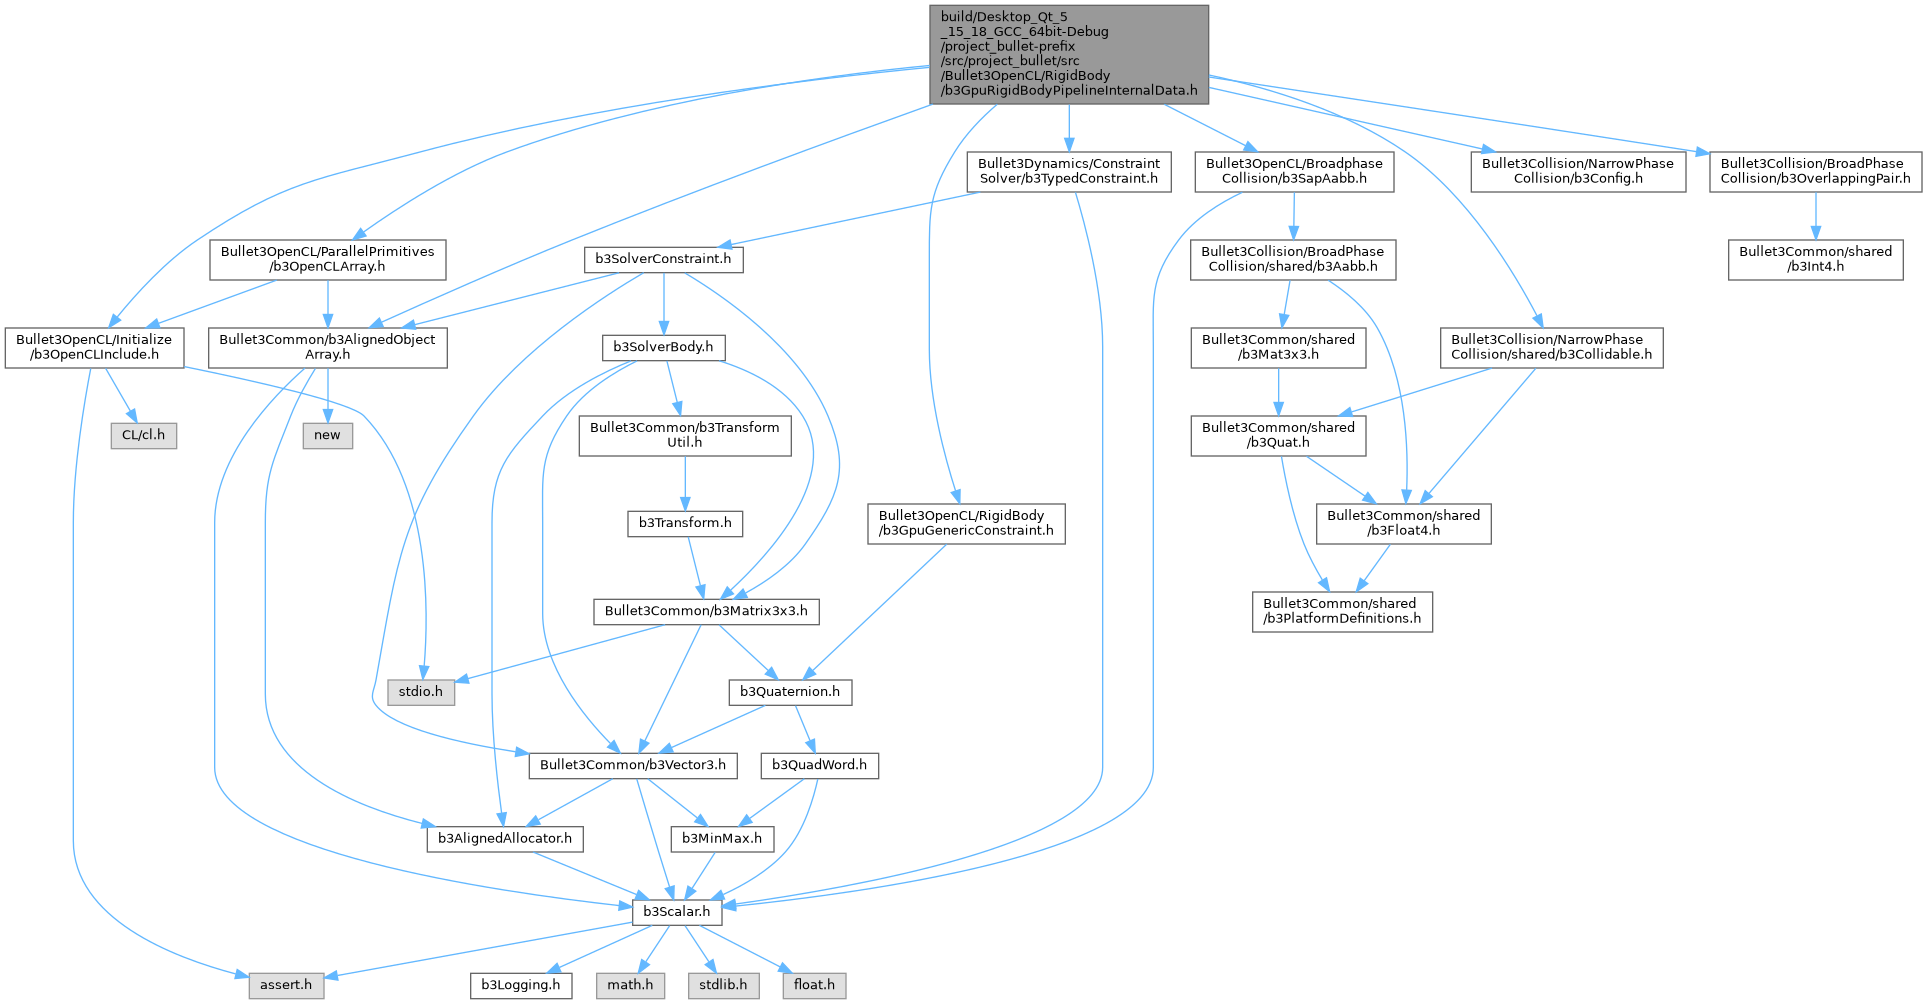 build/Desktop_Qt_5
_15_18_GCC_64bit-Debug
/project_bullet-prefix
/src/project_bullet/src
/Bullet3OpenCL/RigidBody
/b3GpuRigidBodyPipelineInternalData.h
Bullet3Dynamics/Constraint
Solver/b3TypedConstraint.h
Bullet3OpenCL/Broadphase
Collision/b3SapAabb.h
Bullet3Collision/NarrowPhase
Collision/b3Config.h
Bullet3Collision/BroadPhase
Collision/b3OverlappingPair.h
Bullet3OpenCL/ParallelPrimitives
/b3OpenCLArray.h
b3SolverConstraint.h
Bullet3Collision/BroadPhase
Collision/shared/b3Aabb.h
Bullet3Common/shared
/b3Int4.h
Bullet3OpenCL/Initialize
/b3OpenCLInclude.h
Bullet3Common/b3AlignedObject
Array.h
b3SolverBody.h
Bullet3Common/shared
/b3Mat3x3.h
Bullet3Collision/NarrowPhase
Collision/shared/b3Collidable.h
CL/cl.h
new
Bullet3Common/b3Transform
Util.h
Bullet3Common/shared
/b3Quat.h
b3Transform.h
Bullet3OpenCL/RigidBody
/b3GpuGenericConstraint.h
Bullet3Common/shared
/b3Float4.h
Bullet3Common/b3Matrix3x3.h
Bullet3Common/shared
/b3PlatformDefinitions.h
stdio.h
b3Quaternion.h
Bullet3Common/b3Vector3.h
b3QuadWord.h
b3AlignedAllocator.h
b3MinMax.h
b3Scalar.h
assert.h
b3Logging.h
math.h
stdlib.h
float.h